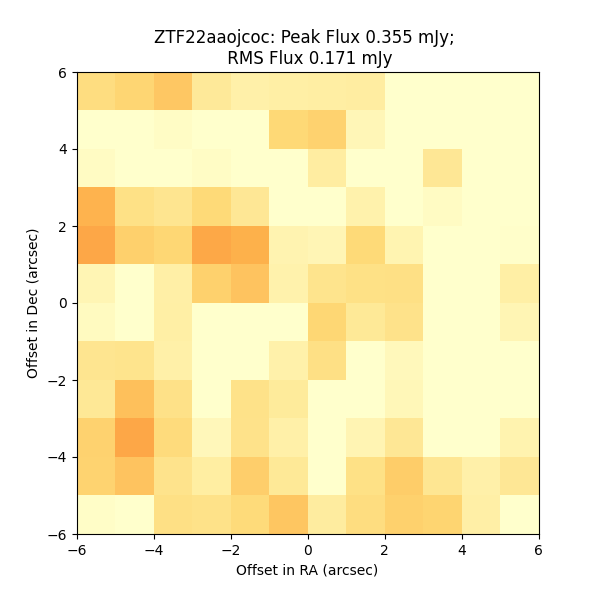 ZTF22aaojcoc: Peak Flux 0.355 mJy;
RMS Flux 0.171 mJy
6
4
2
0
−2
−4
−6
Offset in Dec (arcsec)
−6 −4 −2 0 2 4 6
Offset in RA (arcsec)